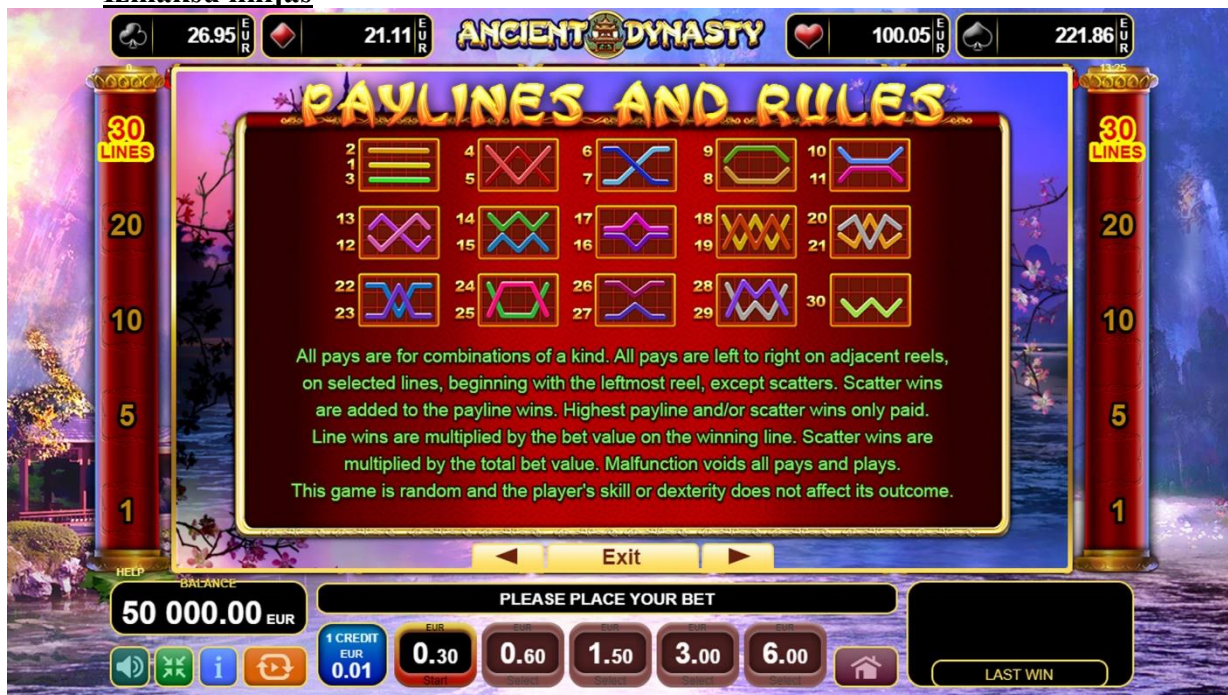 Izmaksu līnijas
26.95 EUR 21.11 EUR ANCIENT DYNASTY 100.05 EUR 221.86 EUR
0 13:25
PAYLINES AND RULES
30 LINES 30 LINES
2 1 3 4 5 6 7 9 8 10 11
20 20
13 12 14 15 17 16 18 19 20 21
10 10
22 23 24 25 26 27 28 29 30
All pays are for combinations of a kind. All pays are left to right on adjacent reels,
on selected lines, beginning with the leftmost reel, except scatters. Scatter wins
are added to the payline wins. Highest payline and/or scatter wins only paid.
5 5
Line wins are multiplied by the bet value on the winning line. Scatter wins are
multiplied by the total bet value. Malfunction voids all pays and plays.
This game is random and the player's skill or dexterity does not affect its outcome.
1 1
Exit
HELP
BALANCE
50 000.00 EUR
PLEASE PLACE YOUR BET
1 CREDIT
EUR
0.01
EUR EUR EUR EUR EUR
0.30 0.60 1.50 3.00 6.00
Start Select Select Select Select
LAST WIN